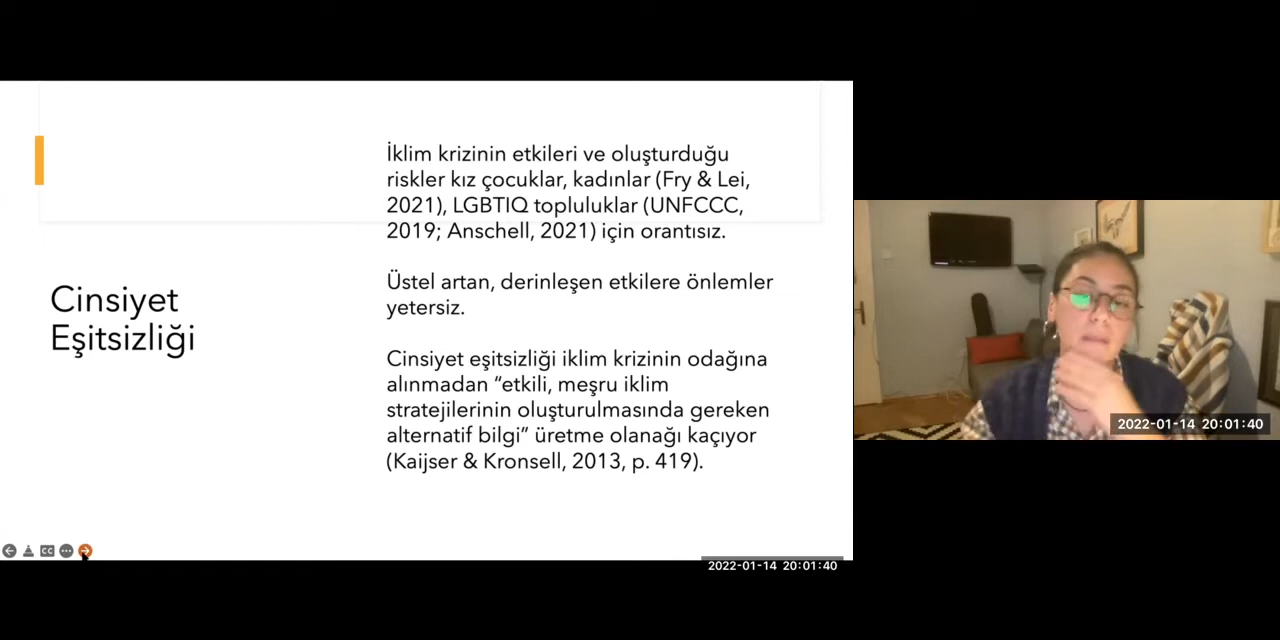 Cinsiyet
Eşitsizliği
İklim krizinin etkileri ve oluşturduğu
riskler kız çocuklar, kadınlar (Fry & Lei,
2021), LGBTIQ topluluklar (UNFCCC,
2019; Anschell, 2021) için orantısız.
Üstel artan, derinleşen etkilere önlemler
yetersiz.
Cinsiyet eşitsizliği iklim krizinin odağına
alınmadan “etkili, meşru iklim
stratejilerinin oluşturulmasında gereken
alternatif bilgi” üretme olanağı kaçıyor
(Kaijser & Kronsell, 2013, p. 419).
CC
2022-01-14 20:01:40
2022-01-14 20:01:40